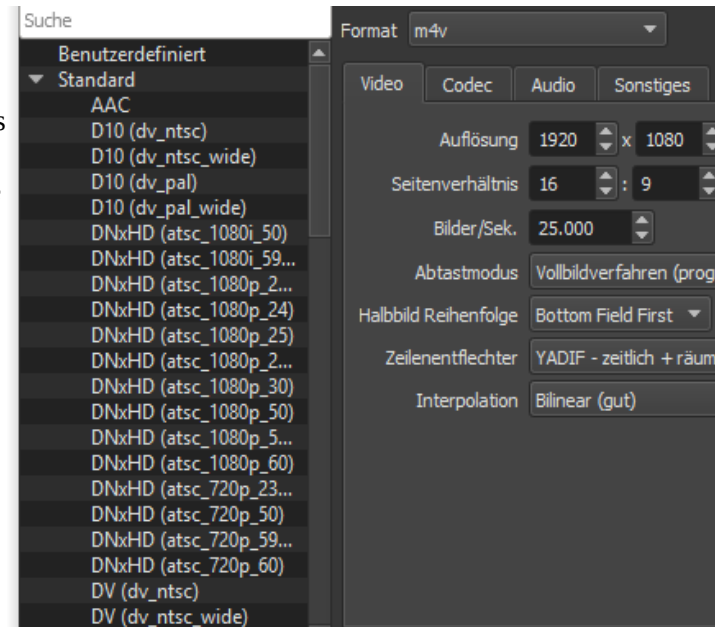 Suche
Benutzerdefiniert
Standard
AAC
D10 (dv_ntsc)
D10 (dv_ntsc_wide)
D10 (dv_pal)
D10 (dv_pal_wide)
DNxHD (atsc_1080i_50)
DNxHD (atsc_1080i_59...
DNxHD (atsc_1080p_2...
DNxHD (atsc_1080p_24)
DNxHD (atsc_1080p_25)
DNxHD (atsc_1080p_2...
DNxHD (atsc_1080p_30)
DNxHD (atsc_1080p_50)
DNxHD (atsc_1080p_5...
DNxHD (atsc_1080p_60)
DNxHD (atsc_720p_23...
DNxHD (atsc_720p_50)
DNxHD (atsc_720p_59...
DNxHD (atsc_720p_60)
DV (dv_ntsc)
DV (dv_ntsc_wide)
Format m4v
Video Codec Audio Sonstiges
Auflösung 1920 x 1080
Seitenverhältnis 16 : 9
Bilder/Sek. 25.000
Abtastmodus Vollbildverfahren (prog
Halbbild Reihenfolge Bottom Field First
Zeilenentflechter YADIF - zeitlich + räum
Interpolation Bilinear (gut)